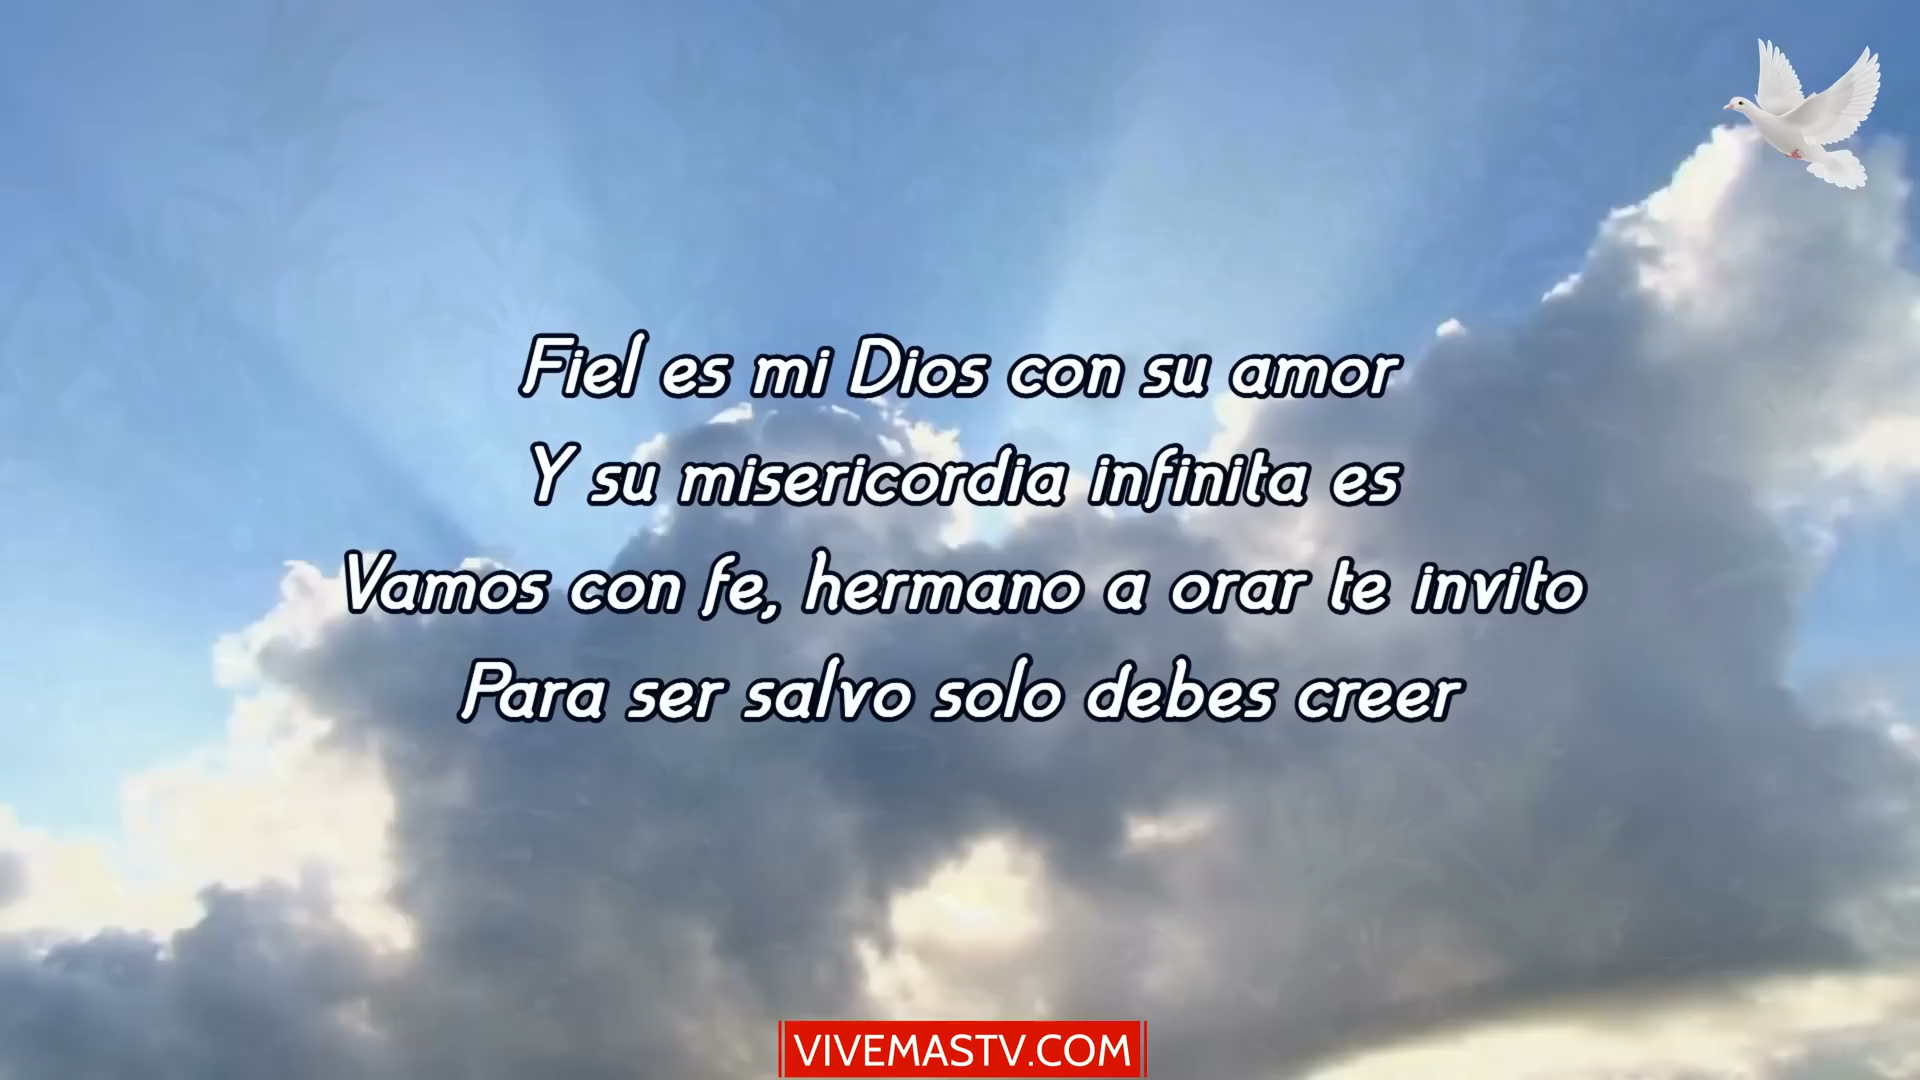 Fiel es mi Dios con su amor
Y su misericordia infinita es
Vamos con fe, hermano a orar te invito
Para ser salvo solo debes creer
VIVEMASTV.COM